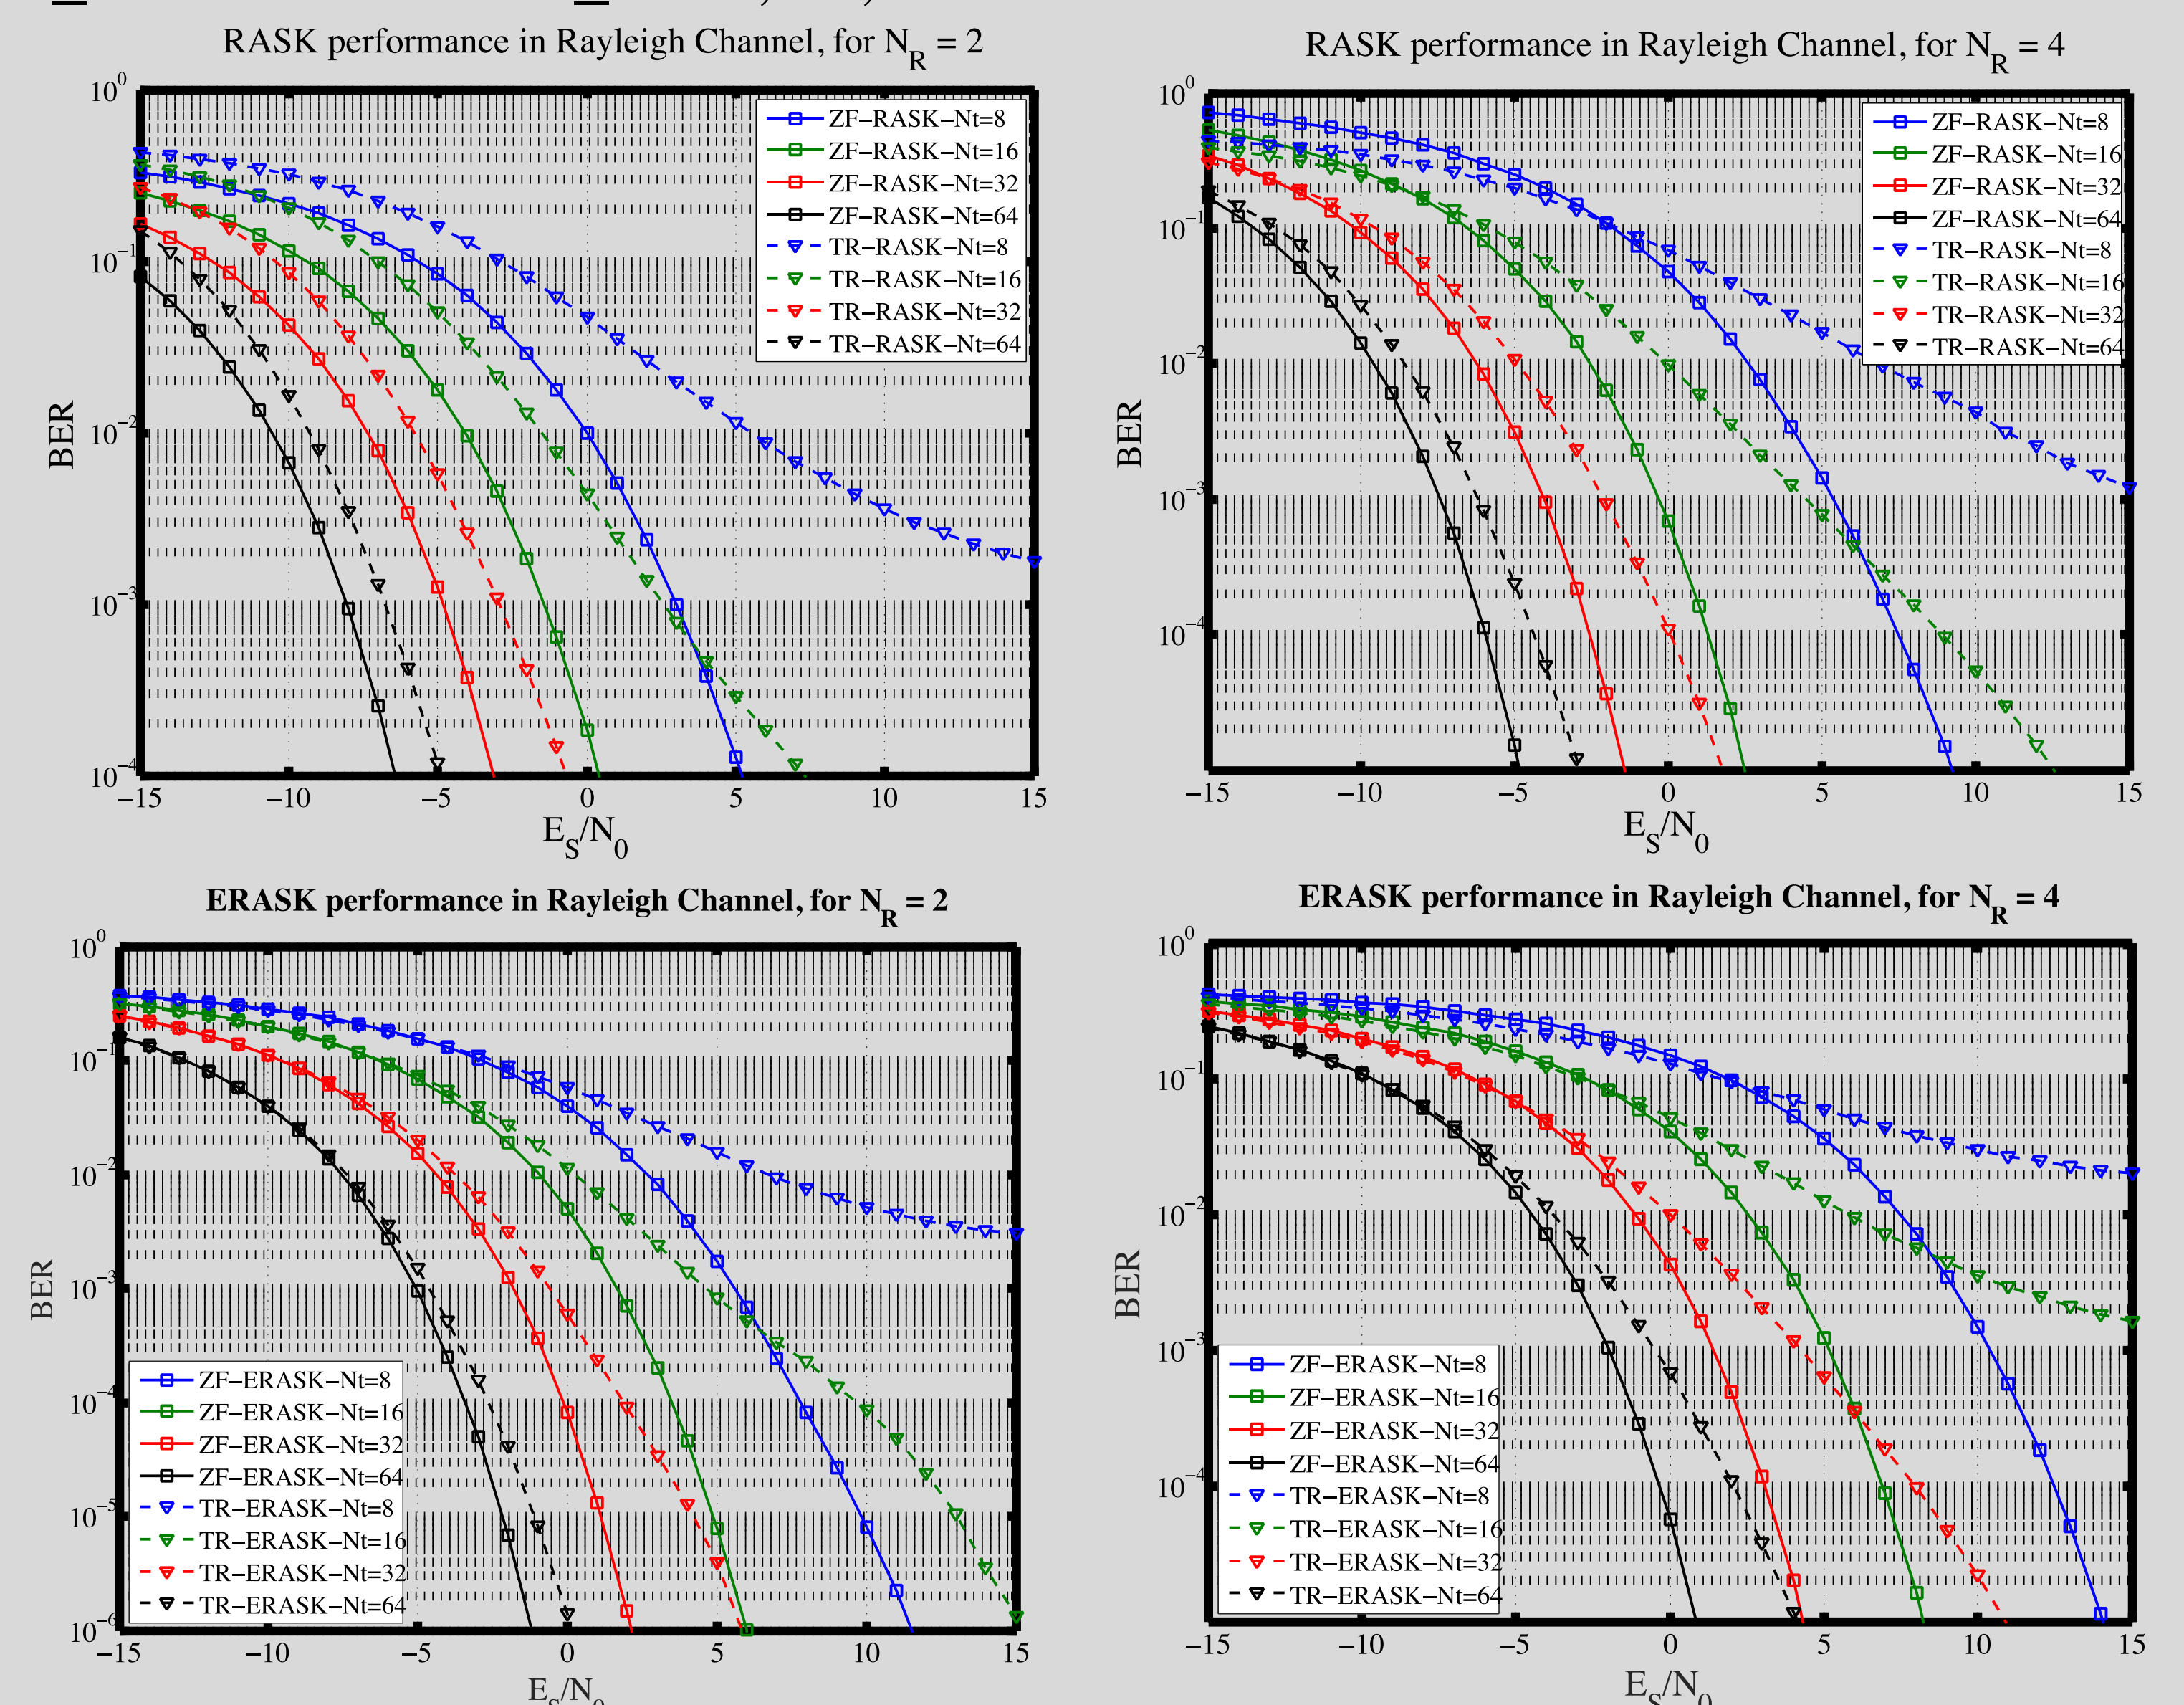 RASK performance in Rayleigh Channel, for N_R = 2
10^0
10^-1
10^-2
10^-3
10^-4
BER
ZF-RASK-Nt=8
ZF-RASK-Nt=16
ZF-RASK-Nt=32
ZF-RASK-Nt=64
TR-RASK-Nt=8
TR-RASK-Nt=16
TR-RASK-Nt=32
TR-RASK-Nt=64
-15 -10 -5 0 5 10 15
E_S/N_0
RASK performance in Rayleigh Channel, for N_R = 4
10^0
10^-1
10^-2
10^-3
10^-4
BER
ZF-RASK-Nt=8
ZF-RASK-Nt=16
ZF-RASK-Nt=32
ZF-RASK-Nt=64
TR-RASK-Nt=8
TR-RASK-Nt=16
TR-RASK-Nt=32
TR-RASK-Nt=64
-15 -10 -5 0 5 10 15
E_S/N_0
ERASK performance in Rayleigh Channel, for N_R = 2
10^0
10^-1
10^-2
10^-3
10^-4
10^-5
10^-6
BER
ZF-ERASK-Nt=8
ZF-ERASK-Nt=16
ZF-ERASK-Nt=32
ZF-ERASK-Nt=64
TR-ERASK-Nt=8
TR-ERASK-Nt=16
TR-ERASK-Nt=32
TR-ERASK-Nt=64
-15 -10 -5 0 5 10 15
E_S/N_0
ERASK performance in Rayleigh Channel, for N_R = 4
10^0
10^-1
10^-2
10^-3
10^-4
BER
ZF-ERASK-Nt=8
ZF-ERASK-Nt=16
ZF-ERASK-Nt=32
ZF-ERASK-Nt=64
TR-ERASK-Nt=8
TR-ERASK-Nt=16
TR-ERASK-Nt=32
TR-ERASK-Nt=64
-15 -10 -5 0 5 10 15
E_S/N_0